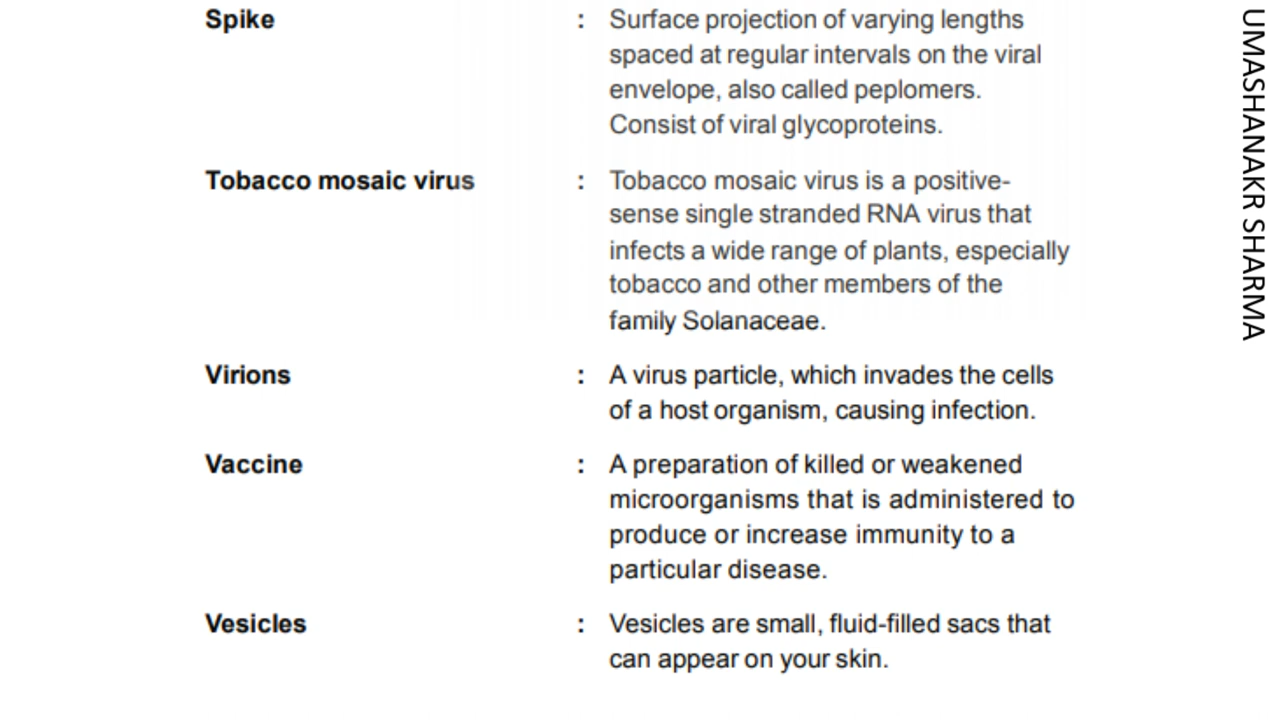 Spike : Surface projection of varying lengths
spaced at regular intervals on the viral
envelope, also called peplomers.
Consist of viral glycoproteins.
Tobacco mosaic virus : Tobacco mosaic virus is a positive-
sense single stranded RNA virus that
infects a wide range of plants, especially
tobacco and other members of the
family Solanaceae.
Virions : A virus particle, which invades the cells
of a host organism, causing infection.
Vaccine : A preparation of killed or weakened
microorganisms that is administered to
produce or increase immunity to a
particular disease.
Vesicles : Vesicles are small, fluid-filled sacs that
can appear on your skin.
UMASHANAKR SHARMA